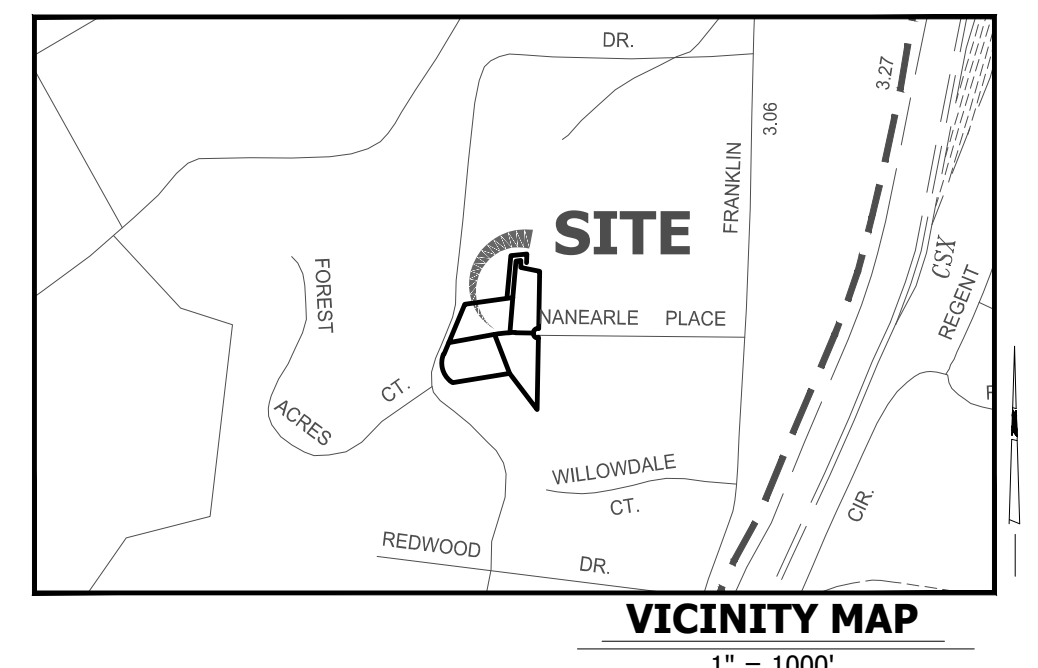 DR.
3.27
3.06
FRANKLIN
SITE
CSX
FOREST
REGENT
NANEARLE PLACE
CT.
ACRES
WILLOWDALE
CT.
CIR.
REDWOOD
DR.
VICINITY MAP
1" = 1000'